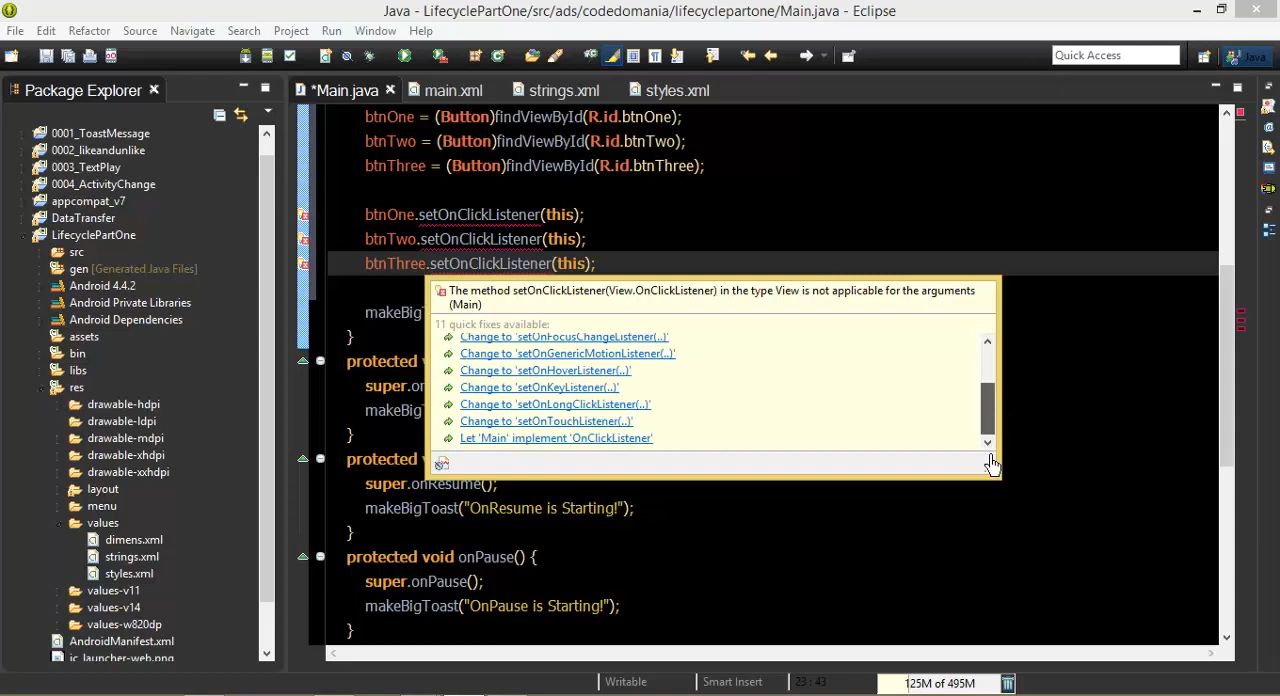 Java - LifecyclePartOne/src/ads/codedomania/lifecyclepartone/Main.java - Eclipse
File Edit Refactor Source Navigate Search Project Run Window Help
Quick Access
Java
Package Explorer
*Main.java
main.xml
strings.xml
styles.xml
0001_ToastMessage
0002_likeandunlike
0003_TextPlay
0004_ActivityChange
appcompat_v7
DataTransfer
LifecyclePartOne
src
gen [Generated Java Files]
Android 4.4.2
Android Private Libraries
Android Dependencies
assets
bin
libs
res
drawable-hdpi
drawable-ldpi
drawable-mdpi
drawable-xhdpi
drawable-xxhdpi
layout
menu
values
dimens.xml
strings.xml
styles.xml
values-v11
values-v14
values-w820dp
AndroidManifest.xml
ic_launcher-web.png
btnOne = (Button)findViewById(R.id.btnOne);
btnTwo = (Button)findViewById(R.id.btnTwo);
btnThree = (Button)findViewById(R.id.btnThree);
btnOne.setOnClickListener(this);
btnTwo.setOnClickListener(this);
btnThree.setOnClickListener(this);
The method setOnClickListener(View.OnClickListener) in the type View is not applicable for the arguments
(Main)
11 quick fixes available:
Change to 'setOnFocusChangeListener(..)'
Change to 'setOnGenericMotionListener(..)'
Change to 'setOnHoverListener(..)'
Change to 'setOnKeyListener(..)'
Change to 'setOnLongClickListener(..)'
Change to 'setOnTouchListener(..)'
Let 'Main' implement 'OnClickListener'
makeBig
}
protected
super.on
makeBig
}
protected
super.onResume();
makeBigToast("OnResume is Starting!");
}
protected void onPause() {
super.onPause();
makeBigToast("OnPause is Starting!");
}
Writable
Smart Insert
23 : 43
125M of 495M